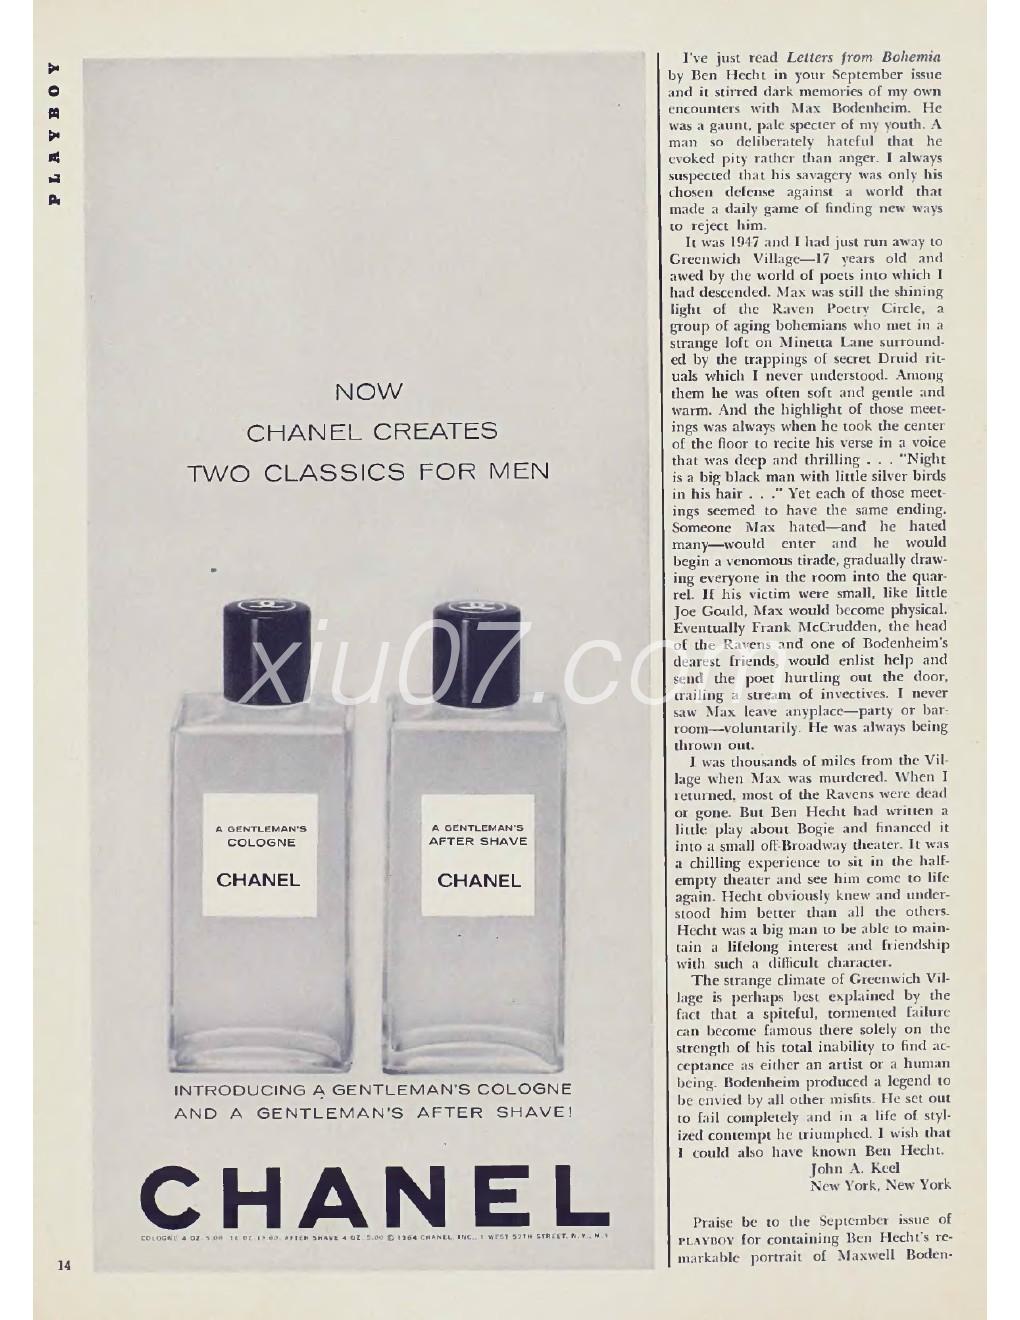 PLAYBOY
NOW
CHANEL CREATES
TWO CLASSICS FOR MEN
A GENTLEMAN'S
COLOGNE
CHANEL
A GENTLEMAN'S
AFTER SHAVE
CHANEL
INTRODUCING A GENTLEMAN'S COLOGNE
AND A GENTLEMAN'S AFTER SHAVE!
CHANEL
COLOGNE 4 OZ. 5.00 AFTER SHAVE 4 OZ. 5.00 © 1964 CHANEL, INC., 1 WEST 57TH STREET, N.Y., N.Y.
14
I've just read Letters from Bohemia
by Ben Hecht in your September issue
and it stirred dark memories of my own
encounters with Max Bodenheim. He
was a gaunt, pale specter of my youth. A
man so deliberately hateful that he
evoked pity rather than anger. I always
suspected that his savagery was only his
chosen defense against a world that
made a daily game of finding new ways
to reject him.
It was 1947 and I had just run away to
Greenwich Village—17 years old and
awed by the world of poets into which I
had descended. Max was still the shining
light of the Raven Poetry Circle, a
group of aging bohemians who met in a
strange loft on Minetta Lane surround-
ed by the trappings of secret Druid rit-
uals which I never understood. Among
them he was often soft and gentle and
warm. And the highlight of those meet-
ings was always when he took the center
of the floor to recite his verse in a voice
that was deep and thrilling . . . "Night
is a big black man with little silver birds
in his hair . . ." Yet each of those meet-
ings seemed to have the same ending.
Someone Max hated—and he hated
many—would enter and he would
begin a venomous tirade, gradually draw-
ing everyone in the room into the quar-
rel. If his victim were small, like little
Joe Gould, Max would become physical.
Eventually Frank McCrudden, the head
of the Ravens and one of Bodenheim's
dearest friends, would enlist help and
send the poet hurtling out the door,
trailing a stream of invectives. I never
saw Max leave anyplace—party or bar-
room—voluntarily. He was always being
thrown out.
I was thousands of miles from the Vil-
lage when Max was murdered. When I
returned, most of the Ravens were dead
or gone. But Ben Hecht had written a
little play about Bogie and financed it
into a small off-Broadway theater. It was
a chilling experience to sit in the half-
empty theater and see him come to life
again. Hecht obviously knew and under-
stood him better than all the others.
Hecht was a big man to be able to main-
tain a lifelong interest and friendship
with such a difficult character.
The strange climate of Greenwich Vil-
lage is perhaps best explained by the
fact that a spiteful, tormented failure
can become famous there solely on the
strength of his total inability to find ac-
ceptance as either an artist or a human
being. Bodenheim produced a legend to
be envied by all other misfits. He set out
to fail completely and in a life of styl-
ized contempt he triumphed. I wish that
I could also have known Ben Hecht.
John A. Keel
New York, New York
Praise be to the September issue of
PLAYBOY for containing Ben Hecht's re-
markable portrait of Maxwell Boden-
xiu07.com